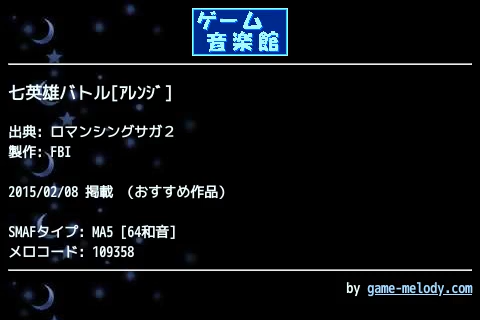 ゲーム
音楽館
七英雄バトル[ｱﾚﾝｼﾞ]
出典: ロマンシングサガ２
製作: FBI
2015/02/08 掲載 (おすすめ作品)
SMAFタイプ: MA5 [64和音]
メロコード: 109358
by game-melody.com